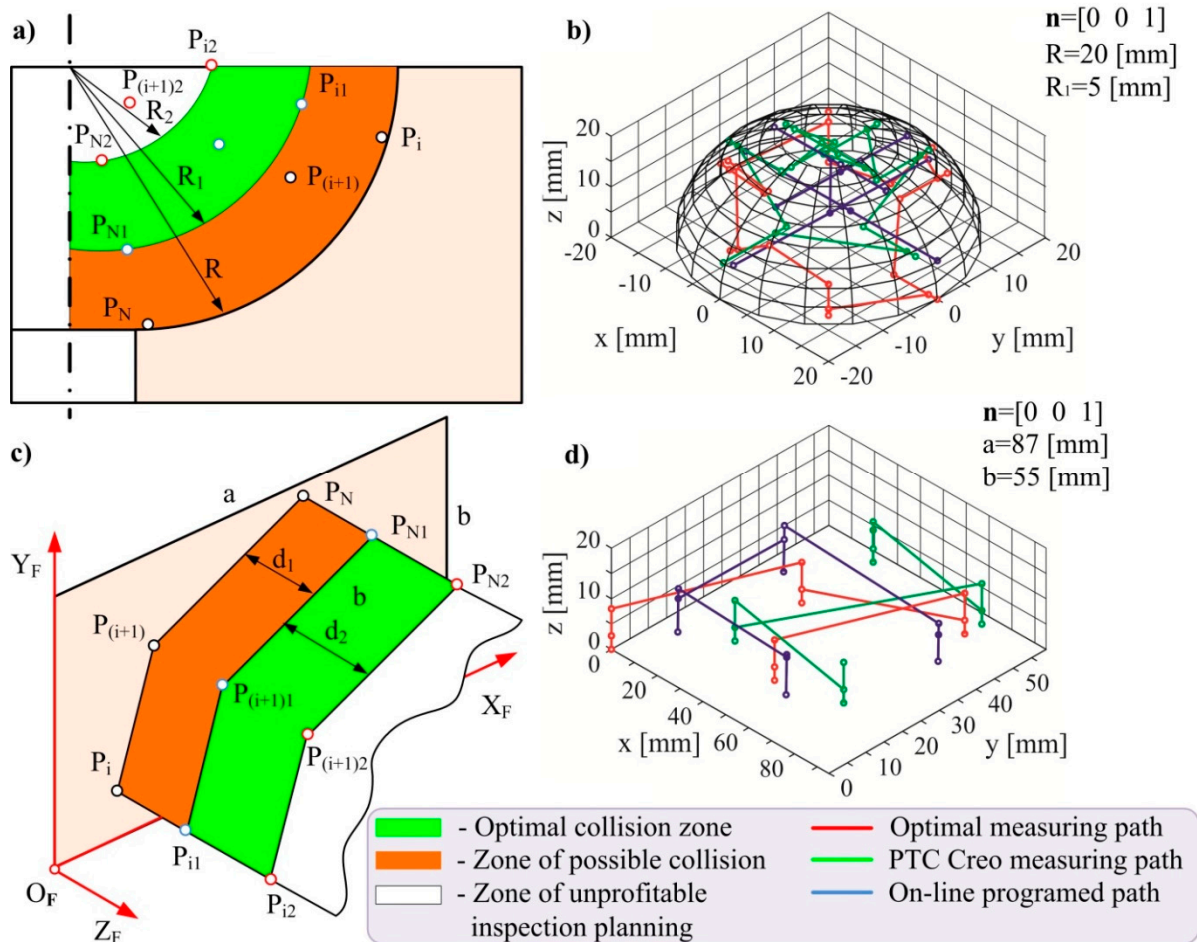 a)
P_i2
P_(i+1)2
R_2
P_i1
P_N2
P_i
R_1
P_(i+1)
P_N1
R
P_N
b)
n=[0 0 1]
R=20 [mm]
R_1=5 [mm]
z [mm]
20
10
0
-20
-10
0
10
20
x [mm]
-20
-10
0
10
20
y [mm]
c)
a
P_N
b
P_N1
Y_F
d_1
P_N2
b
P_(i+1)
d_2
P_(i+1)1
X_F
P_i
P_(i+1)2
P_i1
O_F
P_i2
Z_F
d)
n=[0 0 1]
a=87 [mm]
b=55 [mm]
z [mm]
20
10
0
0
20
40
60
80
x [mm]
0
10
20
30
40
50
y [mm]
- Optimal collision zone
- Zone of possible collision
- Zone of unprofitable
inspection planning
Optimal measuring path
PTC Creo measuring path
On-line programed path